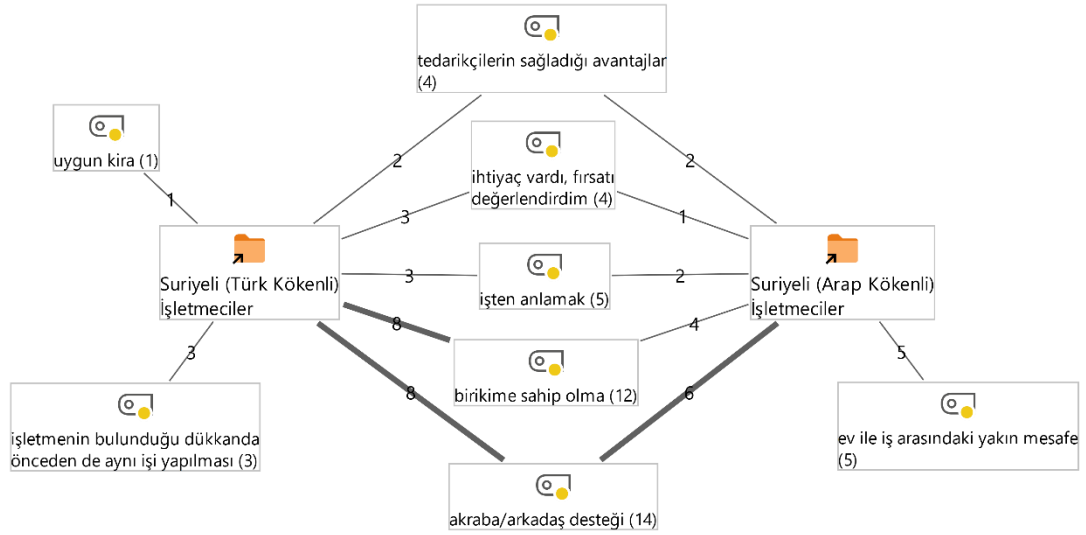 tedarikçilerin sağladığı avantajlar
(4)
uygun kira (1)
2
2
ihtiyaç vardı, fırsatı
değerlendirdim (4)
1
3
1
Suriyeli (Türk Kökenli)
İşletmeciler
3
işten anlamak (5)
2
Suriyeli (Arap Kökenli)
İşletmeciler
8
4
3
birikime sahip olma (12)
5
8
6
işletmenin bulunduğu dükkanda
önceden de aynı işi yapılması (3)
ev ile iş arasındaki yakın mesafe
(5)
akraba/arkadaş desteği (14)